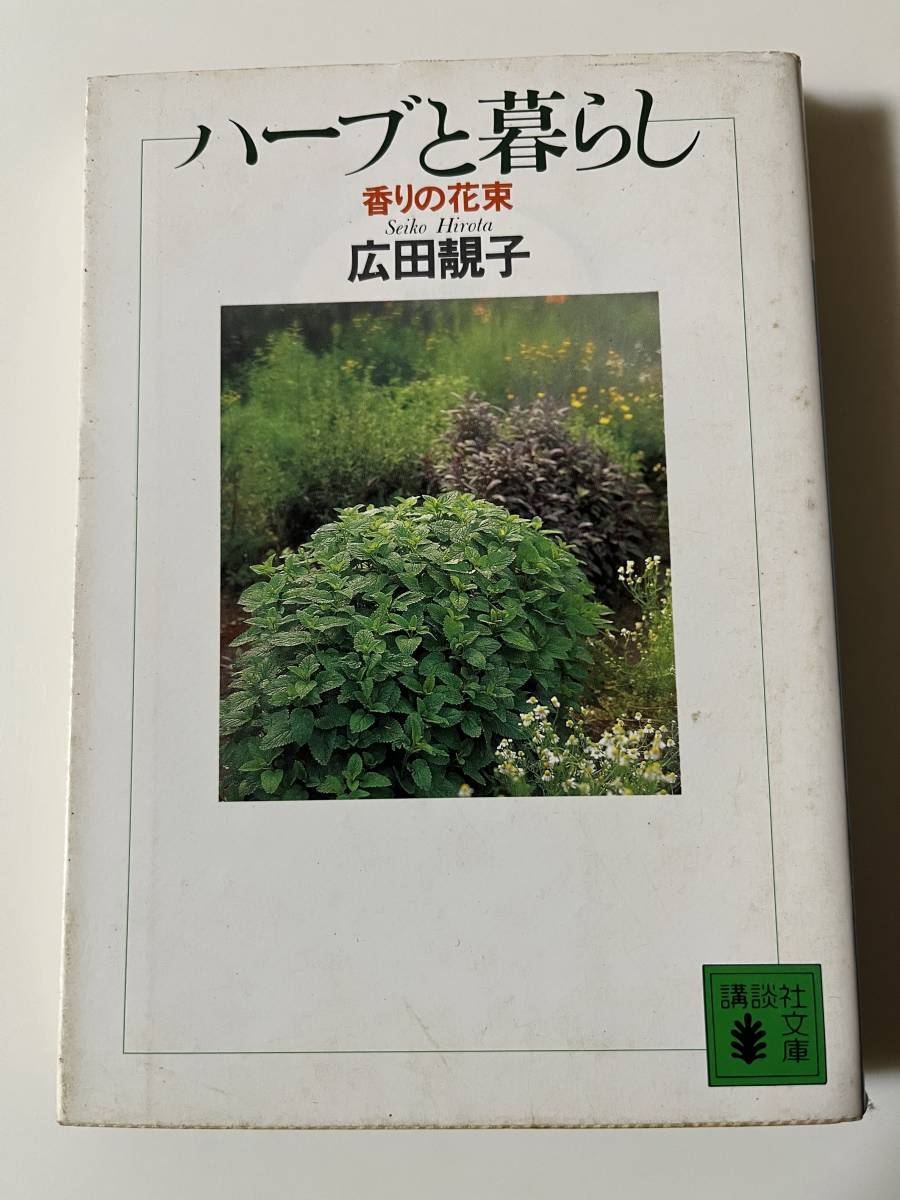 ハーブと暮らし
香りの花束
Seiko Hirota
広田靚子
講談社
文庫